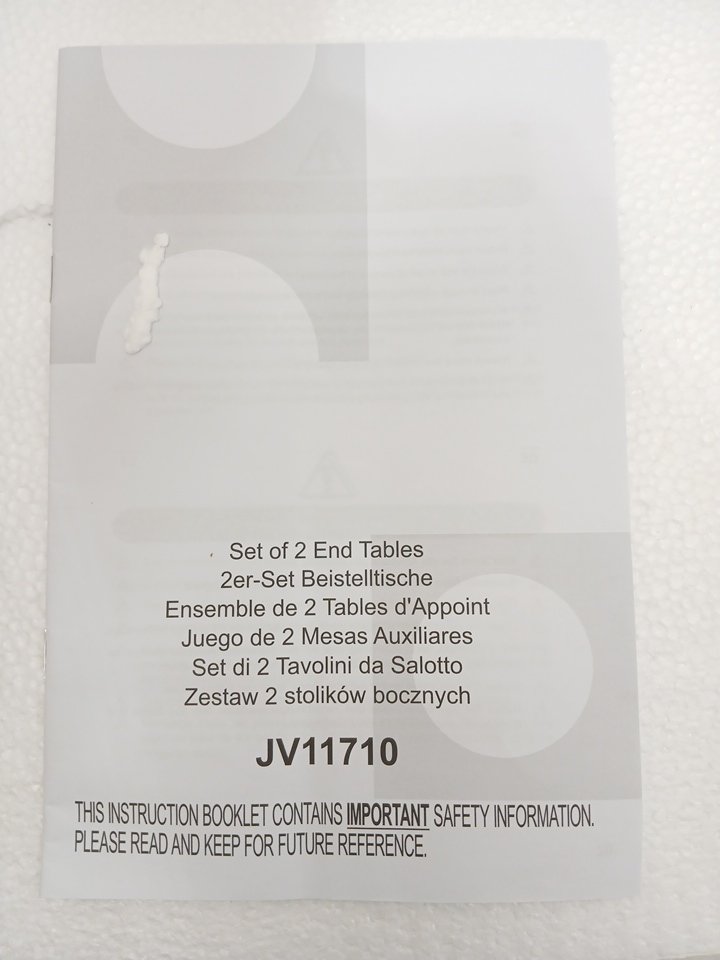 Set of 2 End Tables
2er-Set Beistelltische
Ensemble de 2 Tables d'Appoint
Juego de 2 Mesas Auxiliares
Set di 2 Tavolini da Salotto
Zestaw 2 stolików bocznych
JV11710
THIS INSTRUCTION BOOKLET CONTAINS IMPORTANT SAFETY INFORMATION.
PLEASE READ AND KEEP FOR FUTURE REFERENCE.